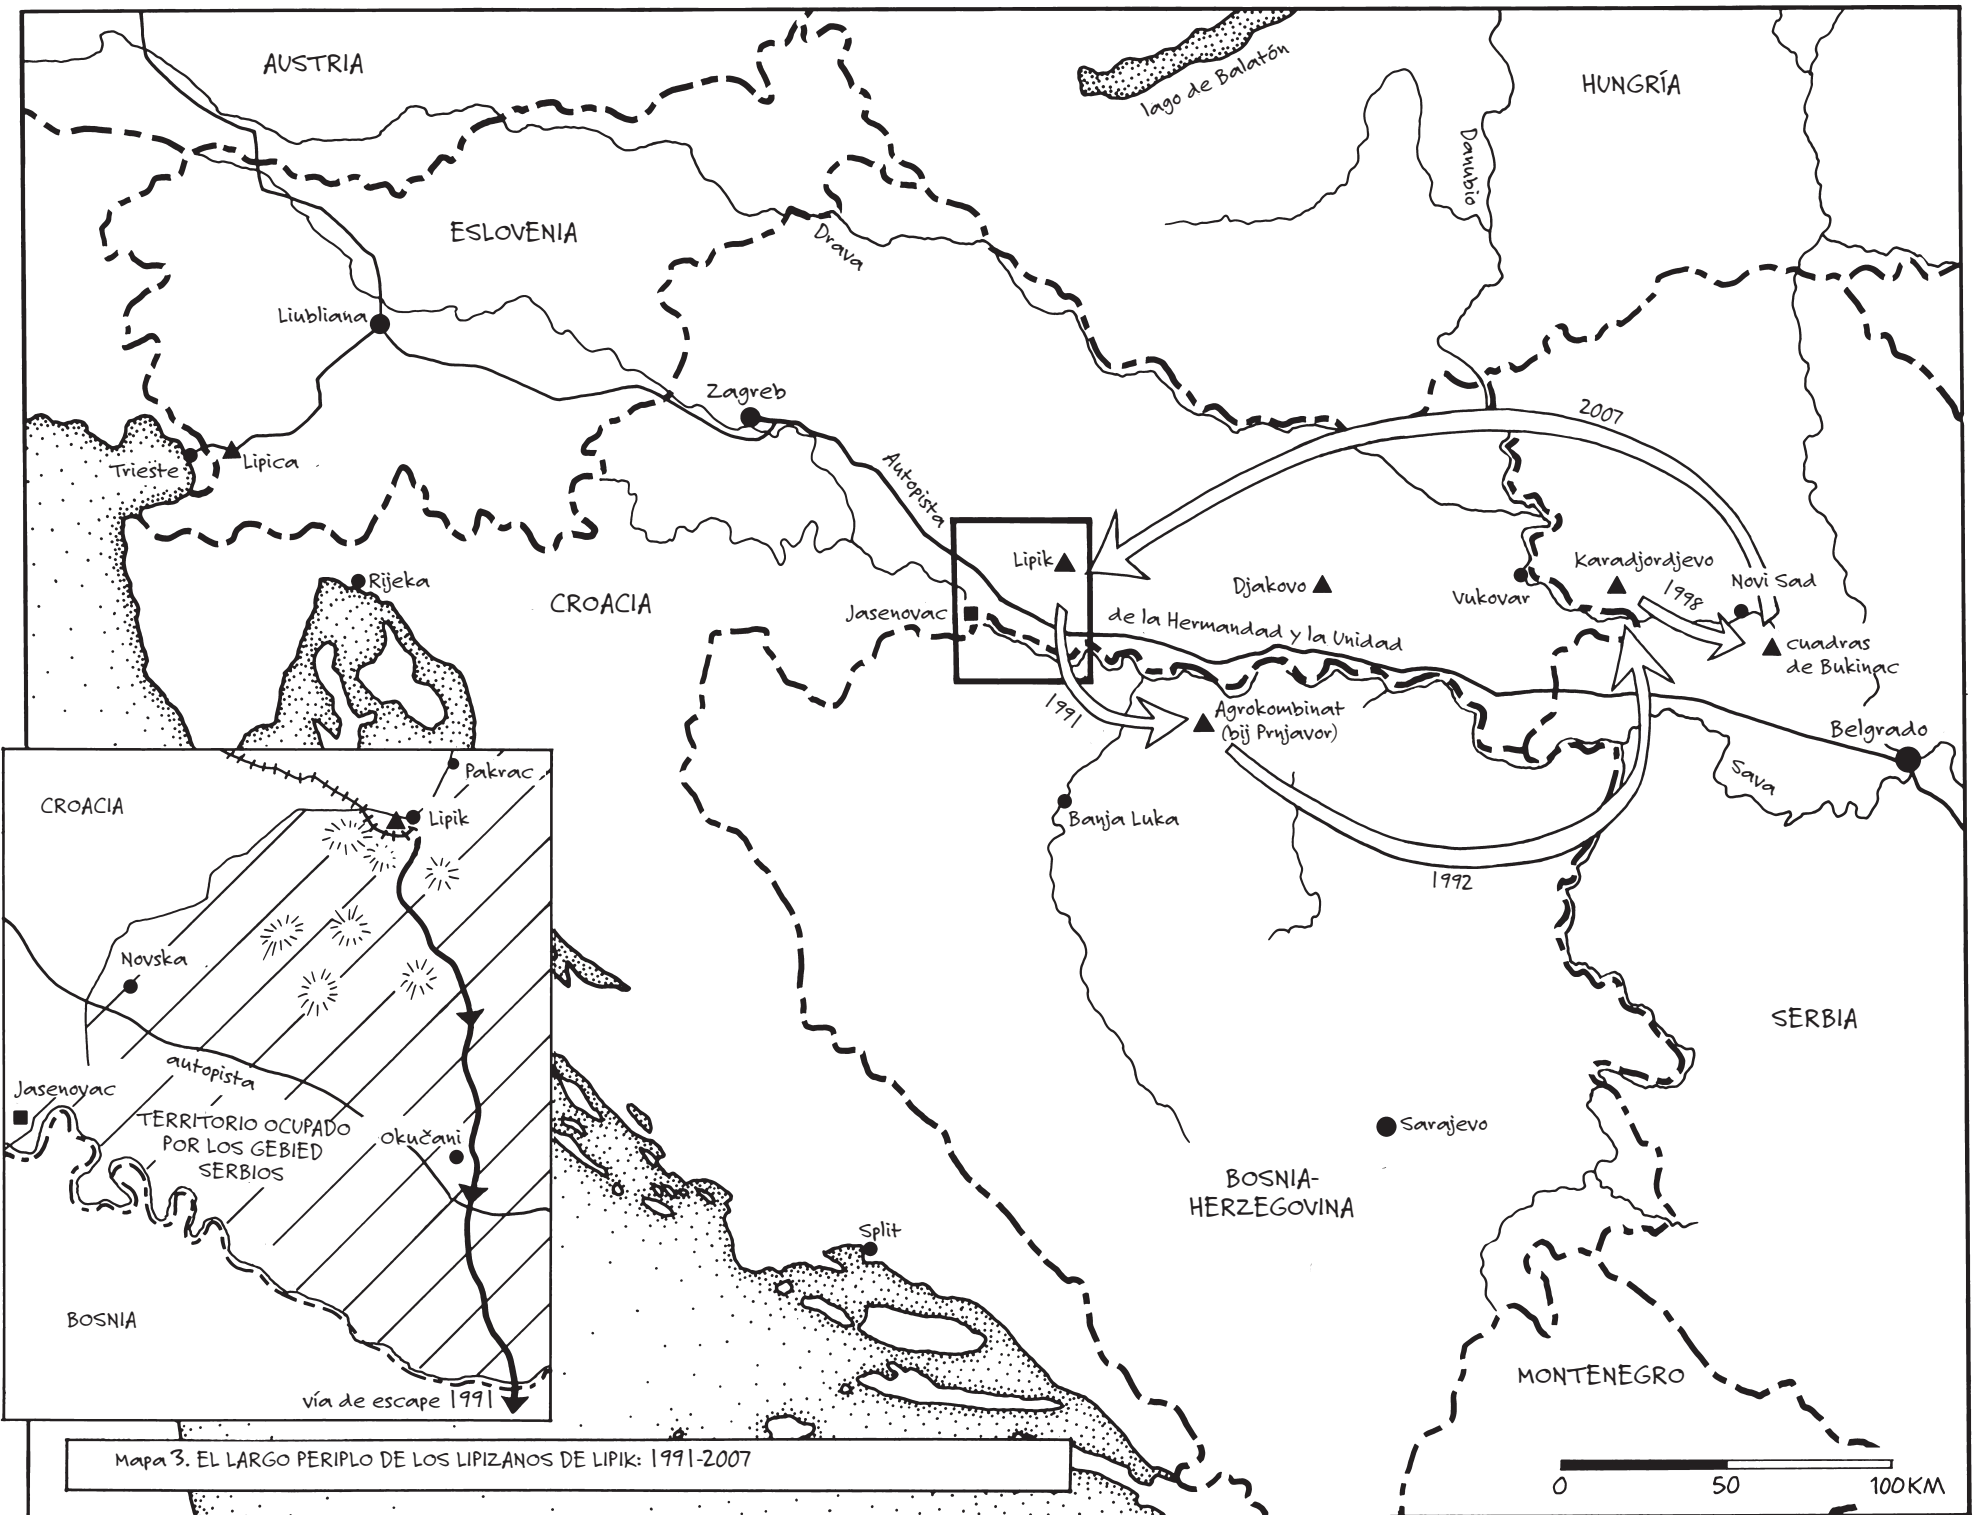 AUSTRIA
lago de Balatón
HUNGRÍA
Danubio
ESLOVENIA
Drava
Liubliana
Zagreb
2007
Trieste
Lipica
Autopista
Lipik
Djakovo
Karadjordjevo
Rijeka
CROACIA
Jasenovac
de la Hermandad y la Unidad
Vukovar
1998
Novi Sad
cuadras
de Bukinac
1991
Agrokombinat
(bij Prnjavor)
Belgrado
Sava
Banja Luka
1992
SERBIA
Sarajevo
BOSNIA-
HERZEGOVINA
Split
MONTENEGRO
CROACIA
Pakrac
Lipik
Novska
autopista
Jasenovac
TERRITORIO OCUPADO
POR LOS GEBIED
SERBIOS
Okučani
BOSNIA
vía de escape 1991
Mapa 3. EL LARGO PERIPLO DE LOS LIPIZANOS DE LIPIK: 1991-2007
0 50 100 KM